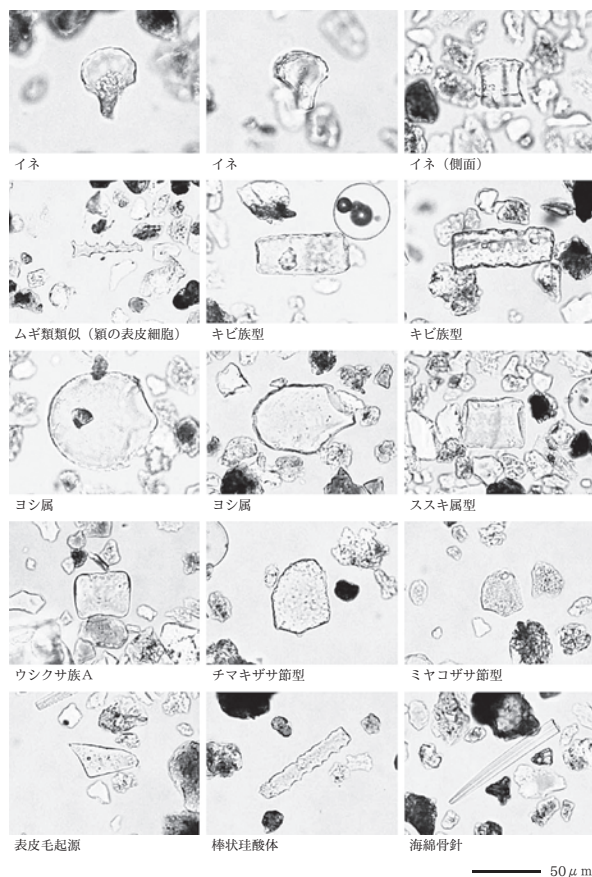 イネ
イネ
イネ（側面）
ムギ類類似（穎の表皮細胞）
キビ族型
キビ族型
ヨシ属
ヨシ属
ススキ属型
ウシクサ族A
チマキザサ節型
ミヤコザサ節型
表皮毛起源
棒状珪酸体
海綿骨針
50μm